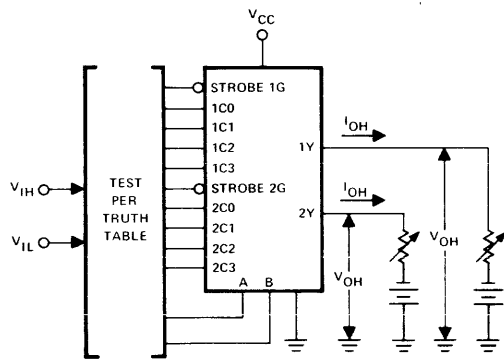 VCC
STROBE 1G
1C0
1C1
1C2
1C3
STROBE 2G
2C0
2C1
2C2
2C3
A B
1Y
2Y
IOH
IOH
VOH
VOH
VIH
VIL
TEST
PER
TRUTH
TABLE